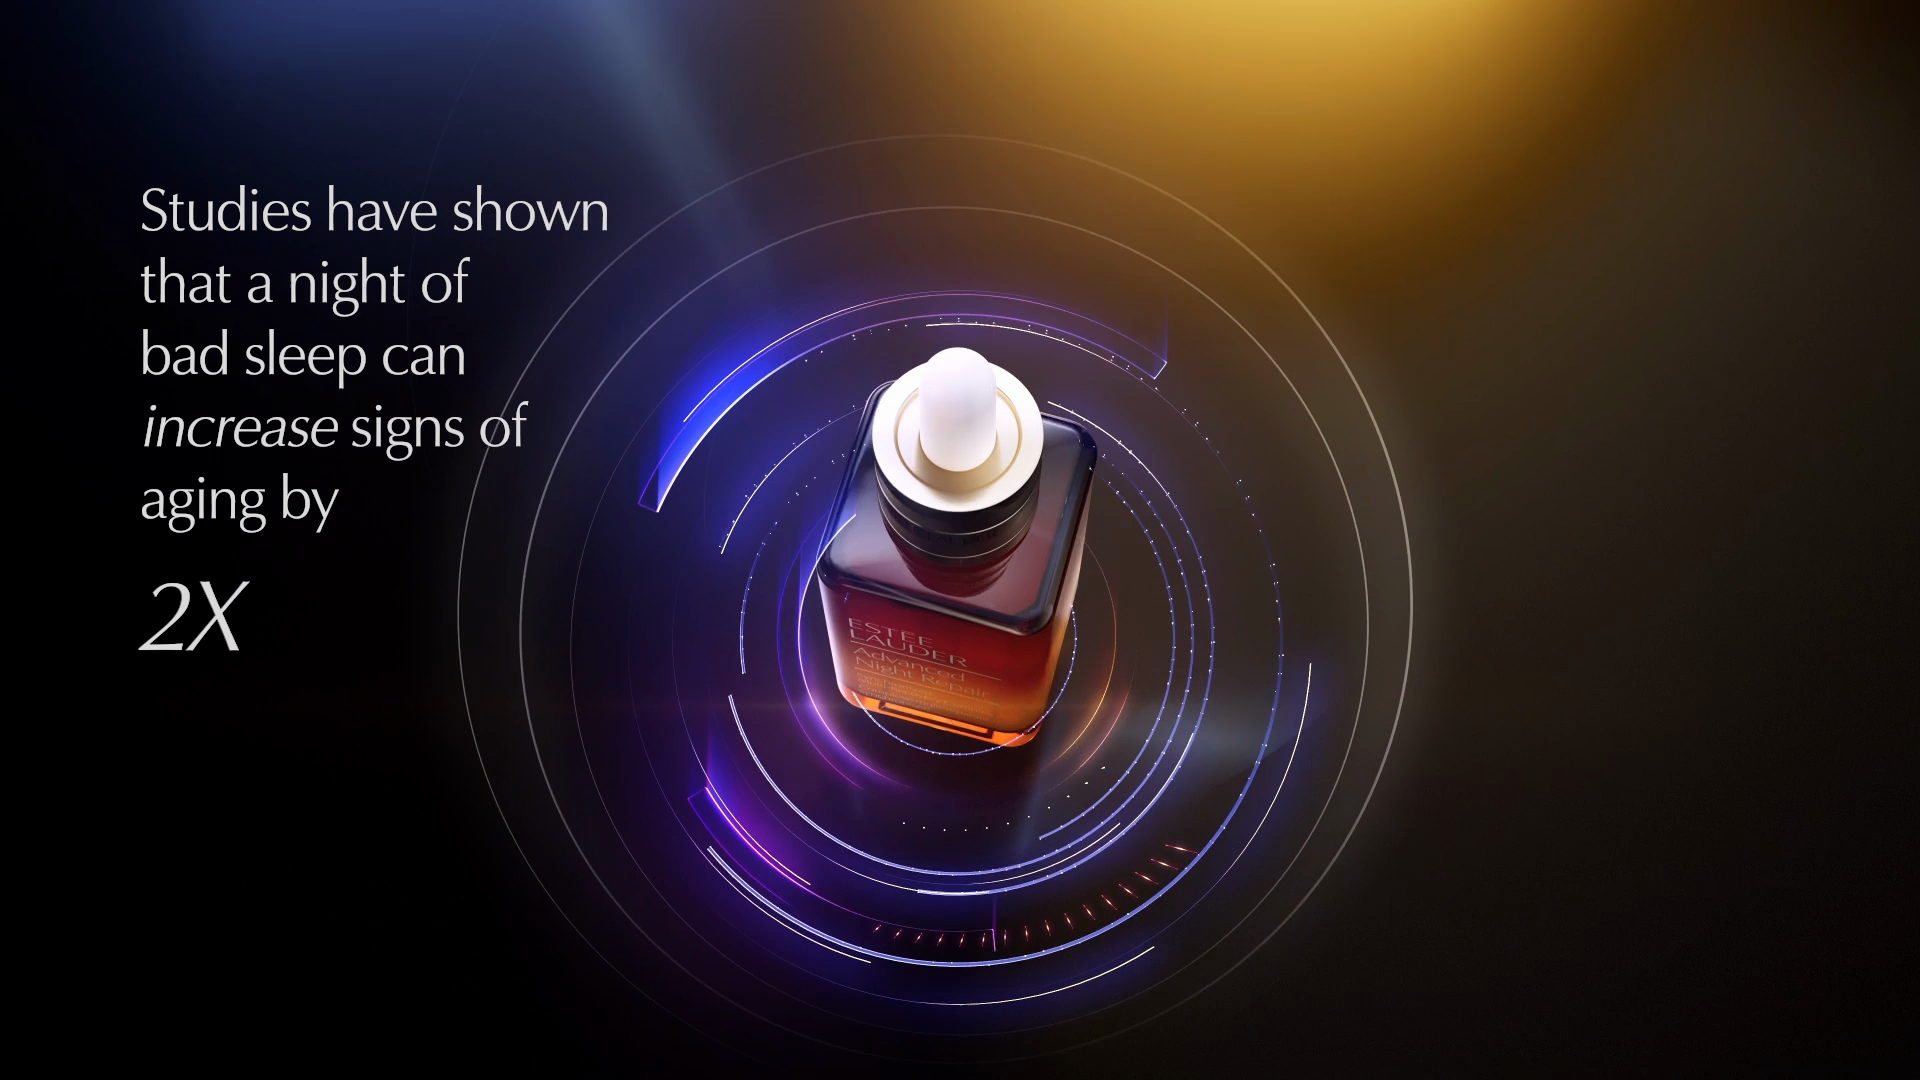 Studies have shown
that a night of
bad sleep can
increase signs of
aging by
2X
ESTEE
LAUDER
Advanced
Night Repair